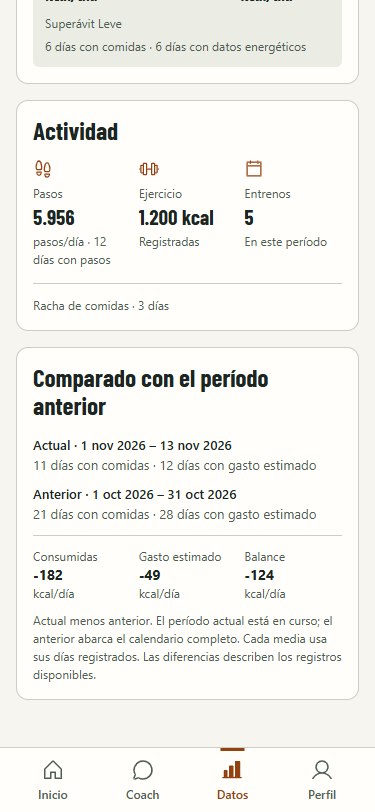 Superávit Leve
6 días con comidas · 6 días con datos energéticos
Actividad
Pasos
Ejercicio
Entrenos
5.956
1.200 kcal
5
pasos/día · 12
días con pasos
Registradas
En este período
Racha de comidas · 3 días
Comparado con el período
anterior
Actual · 1 nov 2026 – 13 nov 2026
11 días con comidas · 12 días con gasto estimado
Anterior · 1 oct 2026 – 31 oct 2026
21 días con comidas · 28 días con gasto estimado
Consumidas
Gasto estimado
Balance
-182
-49
-124
kcal/día
kcal/día
kcal/día
Actual menos anterior. El período actual está en curso; el
anterior abarca el calendario completo. Cada media usa
sus días registrados. Las diferencias describen los registros
disponibles.
Inicio
Coach
Datos
Perfil